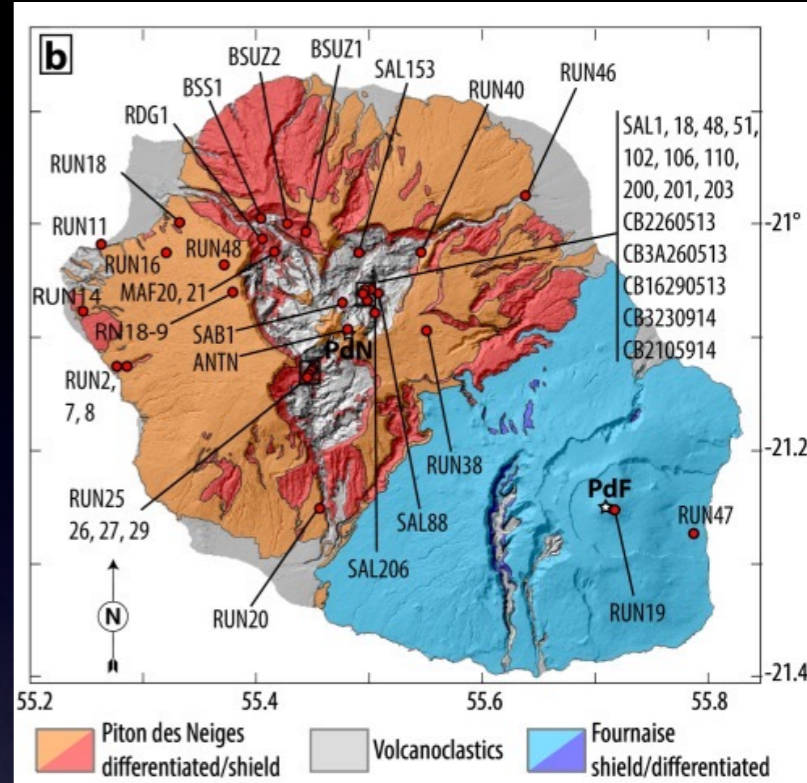 b
BSUZ1
BSUZ2
SAL153
BSS1
RUN40
RUN46
RDG1
SAL1, 18, 48, 51,
102, 106, 110,
200, 201, 203
CB2260513
CB3A260513
CB16290513
CB3230914
CB2105914
RUN18
RUN11
RUN16
RUN48
MAF20, 21
RUN14
RN18-9
SAB1
ANTN
PdN
RUN2,
7, 8
RUN38
RUN25
26, 27, 29
SAL88
SAL206
RUN20
PdF
RUN47
RUN19
N
-21°
-21.2
-21.4
55.2
55.4
55.6
55.8
Piton des Neiges
differentiated/shield
Volcanoclastics
Fournaise
shield/differentiated